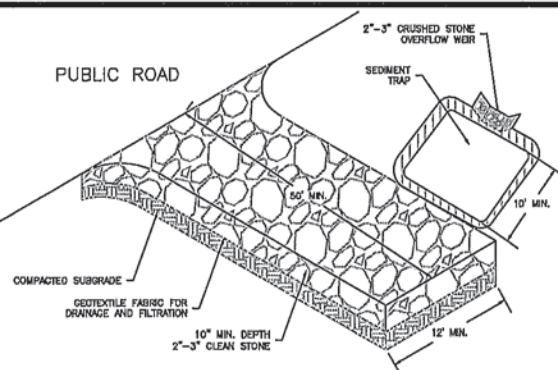 2"-3" CRUSHED STONE
OVERFLOW WEIR
PUBLIC ROAD
SEDIMENT
TRAP
50' MIN.
10' MIN.
COMPACTED SUBGRADE
GEOTEXTILE FABRIC FOR
DRAINAGE AND FILTRATION
10" MIN. DEPTH
2"-3" CLEAN STONE
12' MIN.